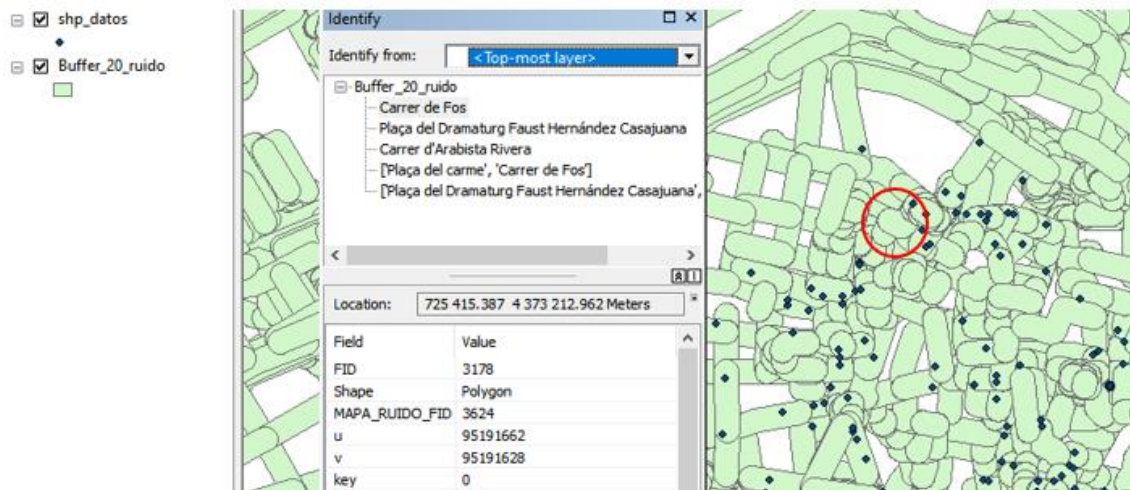 shp_datos
Buffer_20_ruido
Identify
Identify from:
<Top-most layer>
Buffer_20_ruido
Carrer de Fos
Plaça del Dramaturg Faust Hernández Casajuana
Carrer d'Arabista Rivera
['Plaça del carme', 'Carrer de Fos']
['Plaça del Dramaturg Faust Hernández Casajuana',
Location: 725 415.387 4 373 212.962 Meters
Field Value
FID 3178
Shape Polygon
MAPA_RUIDO_FID 3624
u 95191662
v 95191628
key 0